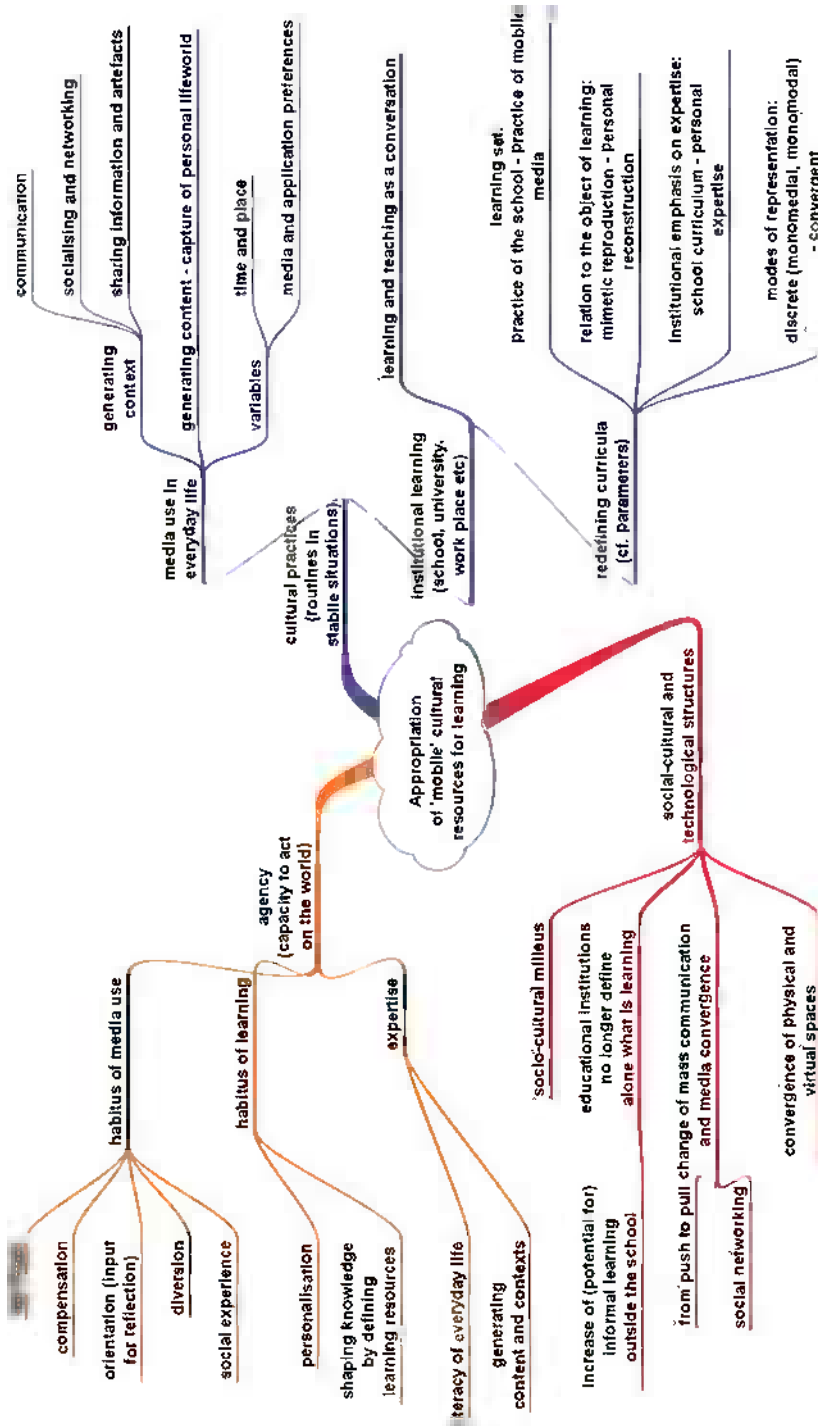 Appropriation
of 'mobile' cultural
resources for learning
agency
(capacity to act
on the world)
habitus of media use
compensation
orientation (input
for reflection)
diversion
social experience
habitus of learning
personalisation
shaping knowledge
by defining
learning resources
expertise
teracy of everyday life
generating
content and contexts
cultural practices
(routines in
stable situations)
media use in
everyday life
generating
context
communication
socialising and networking
sharing information and artefacts
generating content - capture of personal lifeworld
variables
time and place
media and application preferences
institutional learning
(school, university,
work place etc)
learning and teaching as a conversation
redefining curricula
(cf. parameters)
learning set:
practice of the school - practice of mobile
media
relation to the object of learning:
mimetic reproduction - personal
reconstruction
institutional emphasis on expertise:
school curriculum - personal
expertise
modes of representation:
discrete (monomedial, monomodal)
- convergent
social-cultural and
technological structures
socio-cultural milieus
educational institutions
no longer define
alone what is learning
increase of (potential for)
informal learning
outside the school
from push to pull change of mass communication
and media convergence
social networking
convergence of physical and
virtual spaces